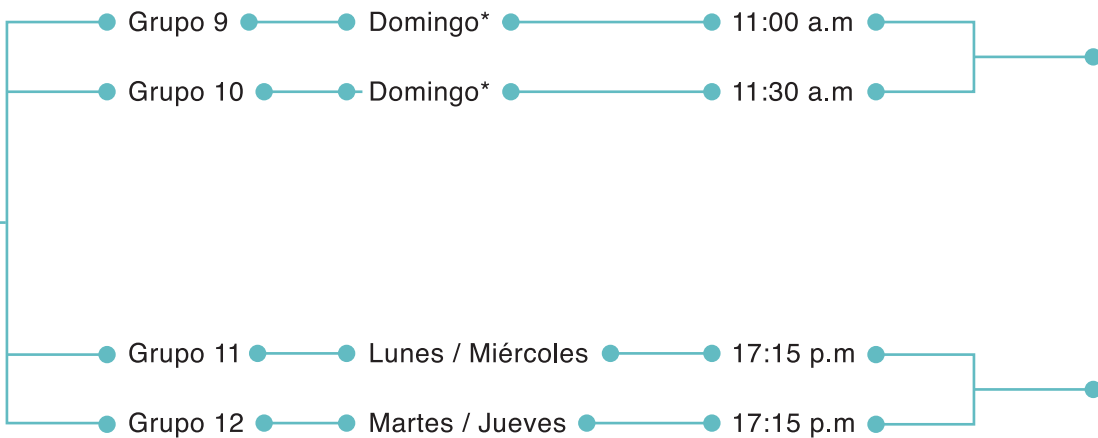 Grupo 9 Domingo* 11:00 a.m
Grupo 10 Domingo* 11:30 a.m
Grupo 11 Lunes / Miércoles 17:15 p.m
Grupo 12 Martes / Jueves 17:15 p.m